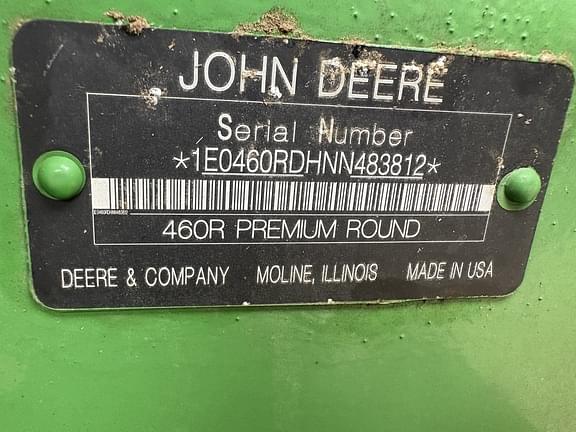 JOHN DEERE
Serial Number
*1E0460RDHNN483812*
460R PREMIUM ROUND
DEERE & COMPANY MOLINE, ILLINOIS MADE IN USA